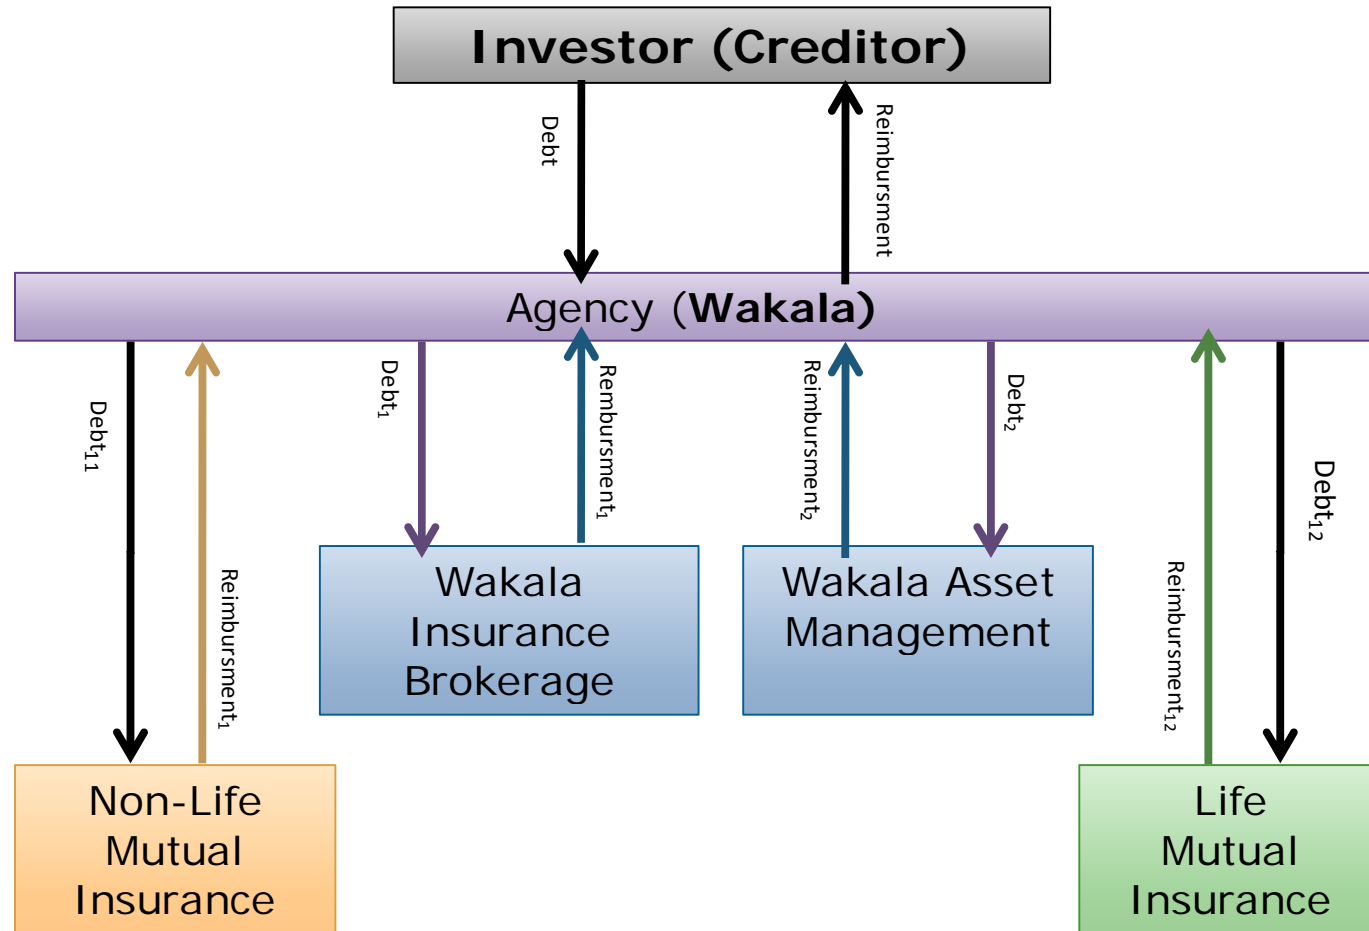 Investor (Creditor)
Debt
Reimbursment
Agency (Wakala)
Debt₁₁
Reimbursment₁
Debt₁
Rembursment₁
Reimbursment₂
Debt₂
Reimbursment₁₂
Debt₁₂
Wakala
Insurance
Brokerage
Wakala Asset
Management
Non-Life
Mutual
Insurance
Life
Mutual
Insurance